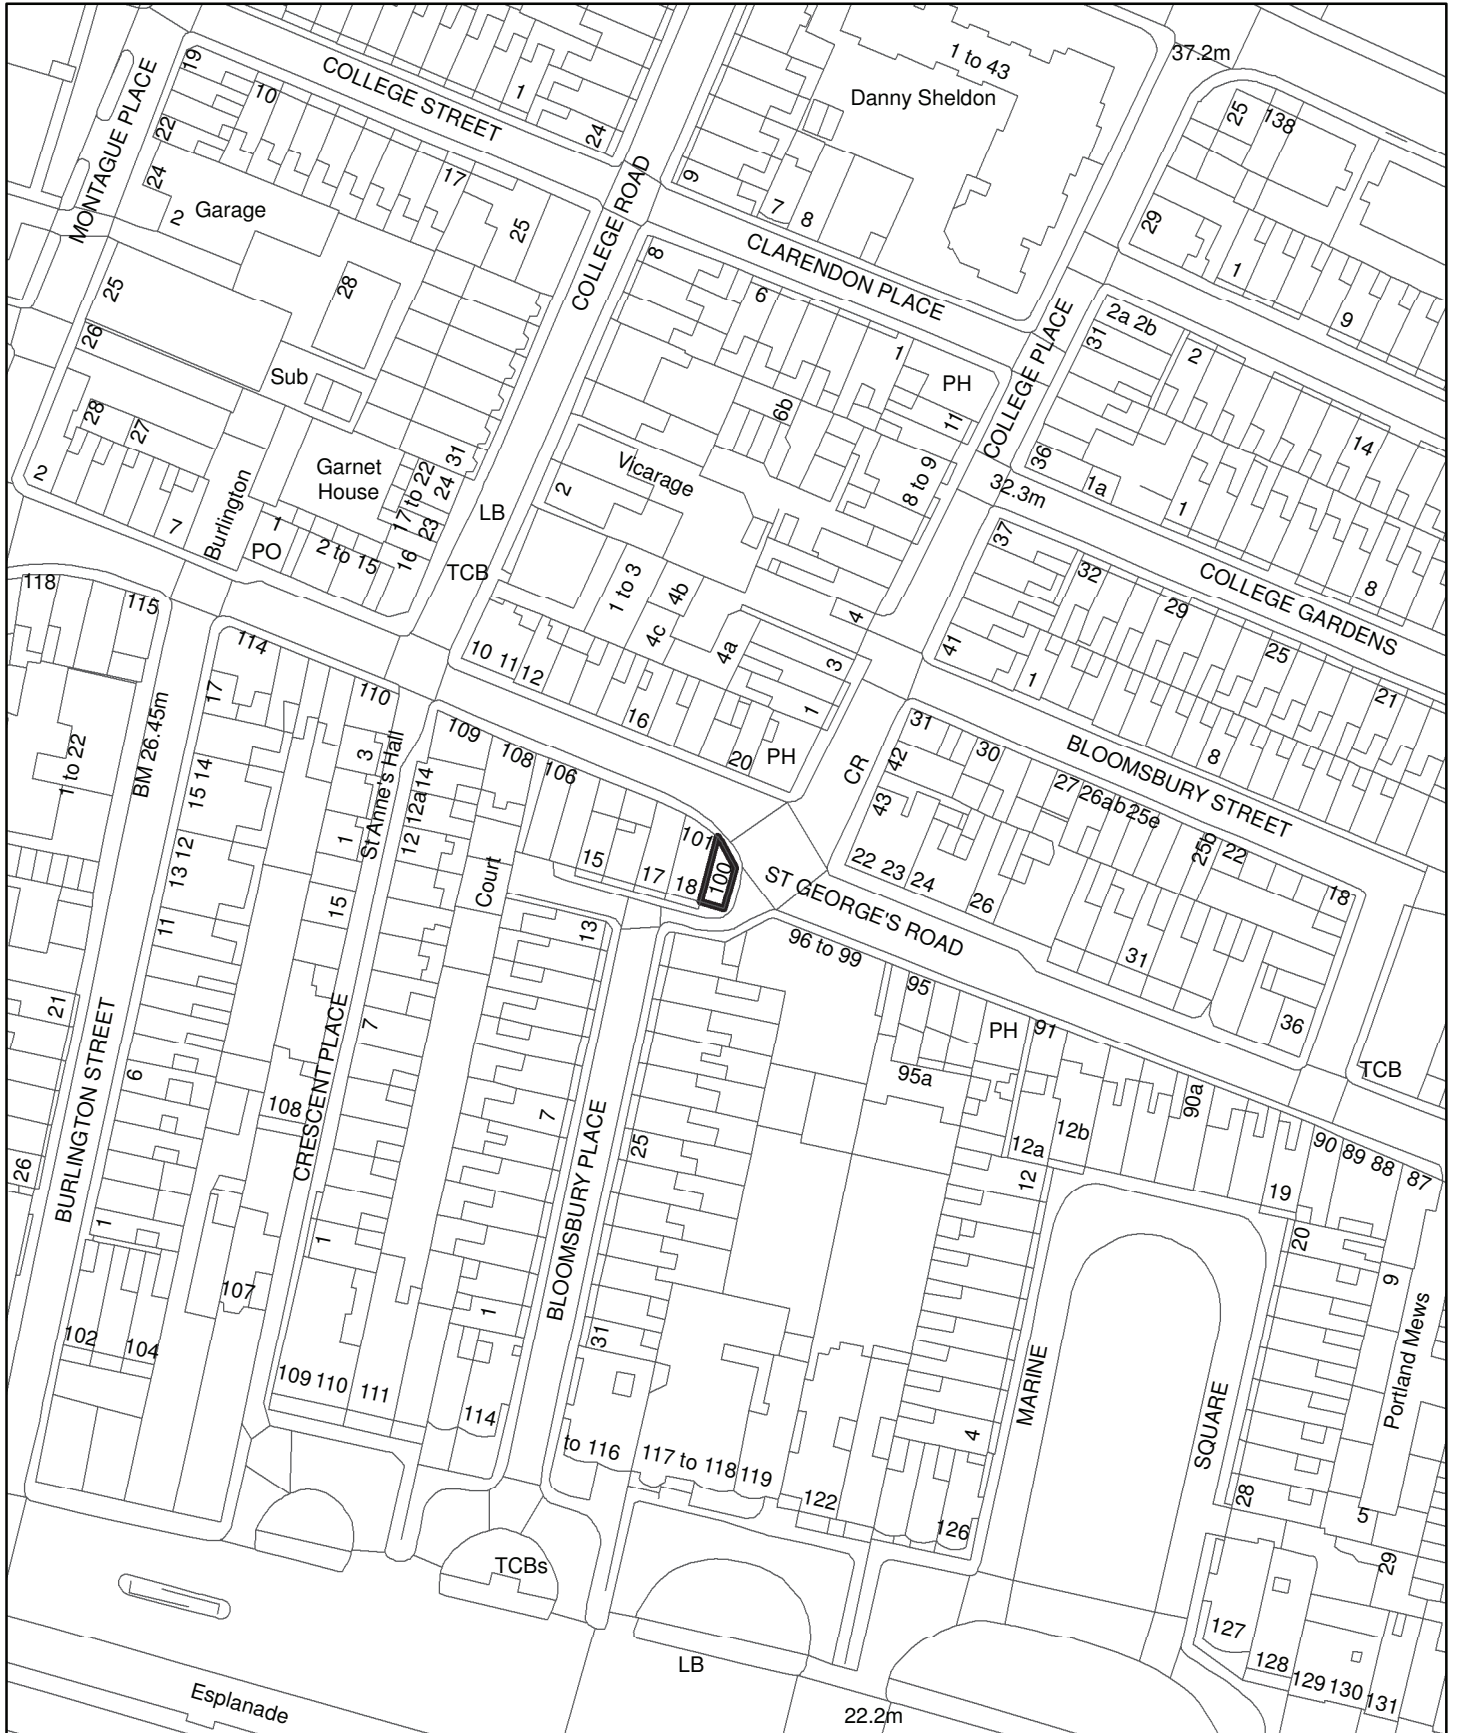 1 to 43
37.2m
Danny Sheldon
19
COLLEGE STREET
1
24
10
22
25
138
MONTAGUE PLACE
24
2
Garage
17
25
COLLEGE ROAD
9
7
8
29
1
9
CLARENDON PLACE
25
28
8
6
COLLEGE PLACE
2a 2b
31
2
26
1
PH
Sub
28
27
6b
11
14
2
Garnet
House
31
17 to 22
24
Vicarage
2
36
1a
8 to 9
32.3m
1
Burlington
7
23
LB
1
PO
2 to 15
16
37
TCB
COLLEGE GARDENS
118
115
1 to 3
4b
32
29
8
114
4c
4
41
25
10
11
12
4a
3
1
21
17
110
16
1
BLOOMSBURY STREET
8
BM 26.45m
109
108
106
20
PH
CR
31
42
30
1 to 22
15
14
3
St Anne's Hall
14
12a
12
43
27
26ab
25e
25b
22
1
101
13
12
15
17
18
100
22
23
24
26
18
ST GEORGE'S ROAD
Court
11
15
13
96 to 99
31
36
21
CRESCENT PLACE
7
95
PH
91
TCB
BURLINGTON STREET
6
108
7
95a
90a
12b
12a
26
BLOOMSBURY PLACE
25
12
90
89
88
87
19
1
1
20
107
1
9
Portland Mews
102
104
31
109
110
111
MARINE
SQUARE
114
4
to 116
117 to 118
119
122
126
28
5
29
TCBs
127
128
129
130
131
LB
Esplanade
22.2m